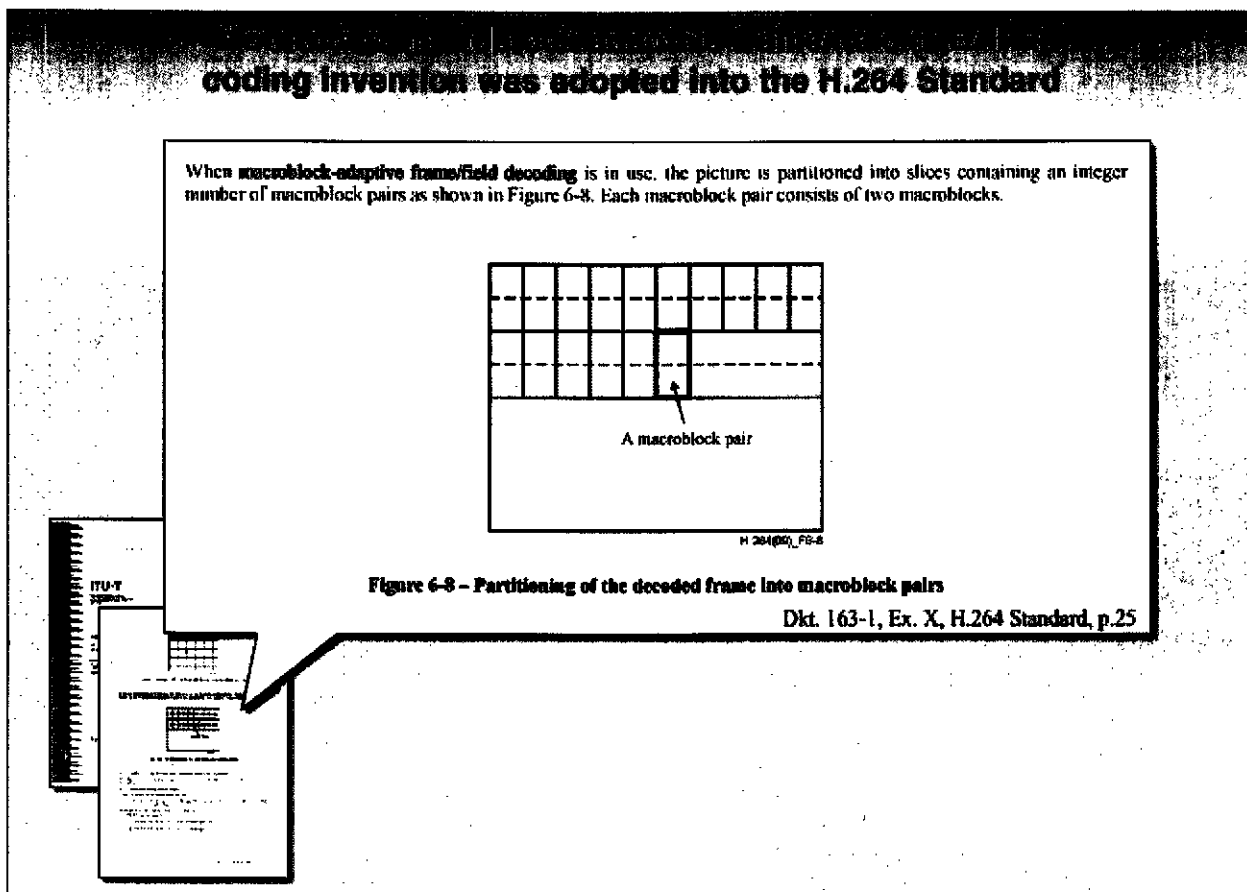 coding invention was adopted into the H.264 Standard
When macroblock-adaptive frame/field decoding is in use, the picture is partitioned into slices containing an integer
number of macroblock pairs as shown in Figure 6-8. Each macroblock pair consists of two macroblocks.
A macroblock pair
Figure 6-8 – Partitioning of the decoded frame into macroblock pairs
Dkt. 163-1, Ex. X, H.264 Standard, p.25
ITU-T